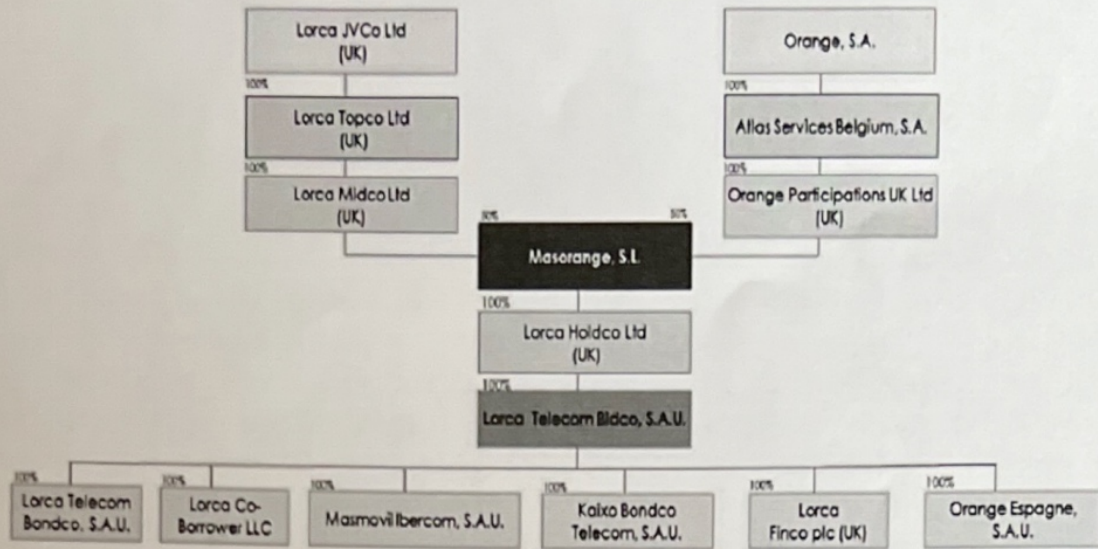 Lorca JVCo Ltd
(UK)
Orange, S.A.
100%
100%
Lorca Topco Ltd
(UK)
Atlas Services Belgium, S.A.
100%
100%
Lorca Midco Ltd
(UK)
Orange Participations UK Ltd
(UK)
50%
50%
Masorange, S.L.
100%
Lorca Holdco Ltd
(UK)
100%
Lorca Telecom Bidco, S.A.U.
100%
100%
100%
100%
100%
100%
Lorca Telecom
Bondco, S.A.U.
Lorca Co-
Borrower LLC
Masmovil Ibercom, S.A.U.
Kaixo Bondco
Telecom, S.A.U.
Lorca
Finco plc (UK)
Orange Espagne,
S.A.U.